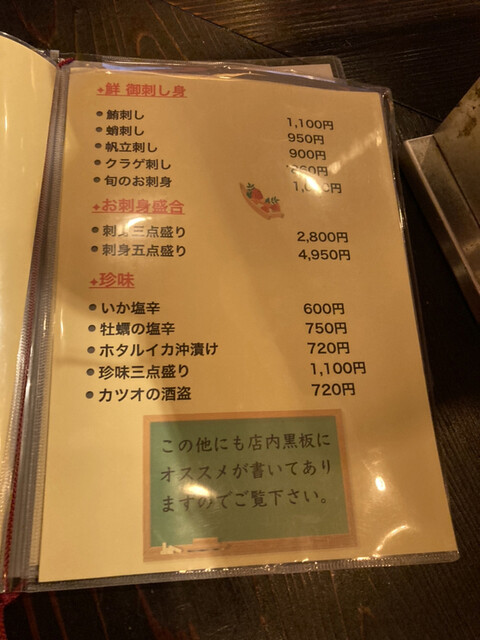 ✦鮮 御刺し身
●鮪刺し 1,100円
●蛸刺し 950円
●帆立刺し 900円
●クラゲ刺し
●旬のお刺身
✦お刺身盛合
●刺身三点盛り 2,800円
●刺身五点盛り 4,950円
✦珍味
●いか塩辛 600円
●牡蠣の塩辛 750円
●ホタルイカ沖漬け 720円
●珍味三点盛り 1,100円
●カツオの酒盗 720円
この他にも店内黒板に
オススメが書いてあり
ますのでご覧下さい。